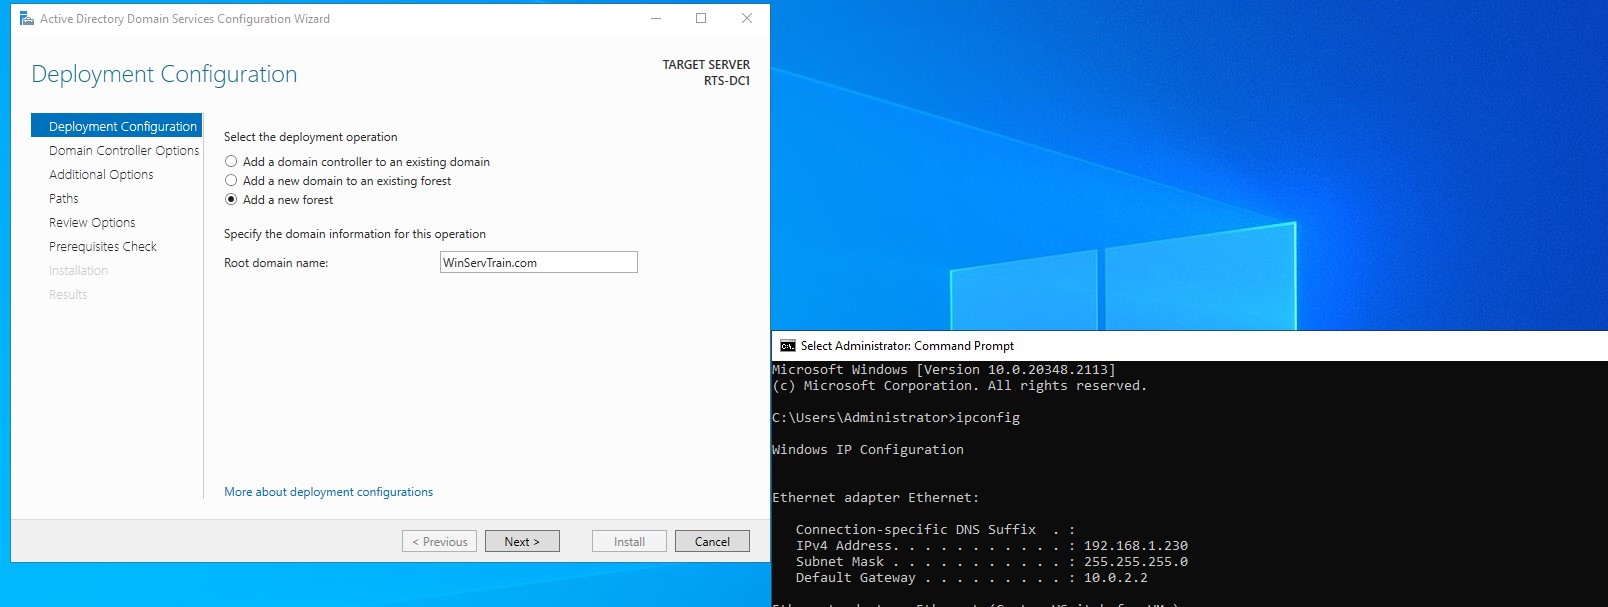 Active Directory Domain Services Configuration Wizard
Deployment Configuration
TARGET SERVER
RTS-DC1
Deployment Configuration
Domain Controller Options
Additional Options
Paths
Review Options
Prerequisites Check
Installation
Results
Select the deployment operation
Add a domain controller to an existing domain
Add a new domain to an existing forest
Add a new forest
Specify the domain information for this operation
Root domain name: WinServTrain.com
More about deployment configurations
< Previous Next > Install Cancel
Select Administrator: Command Prompt
Microsoft Windows [Version 10.0.20348.2113]
(c) Microsoft Corporation. All rights reserved.
C:\Users\Administrator>ipconfig
Windows IP Configuration
Ethernet adapter Ethernet:
Connection-specific DNS Suffix . :
IPv4 Address. . . . . . . . . . . : 192.168.1.230
Subnet Mask . . . . . . . . . . . : 255.255.255.0
Default Gateway . . . . . . . . . : 10.0.2.2